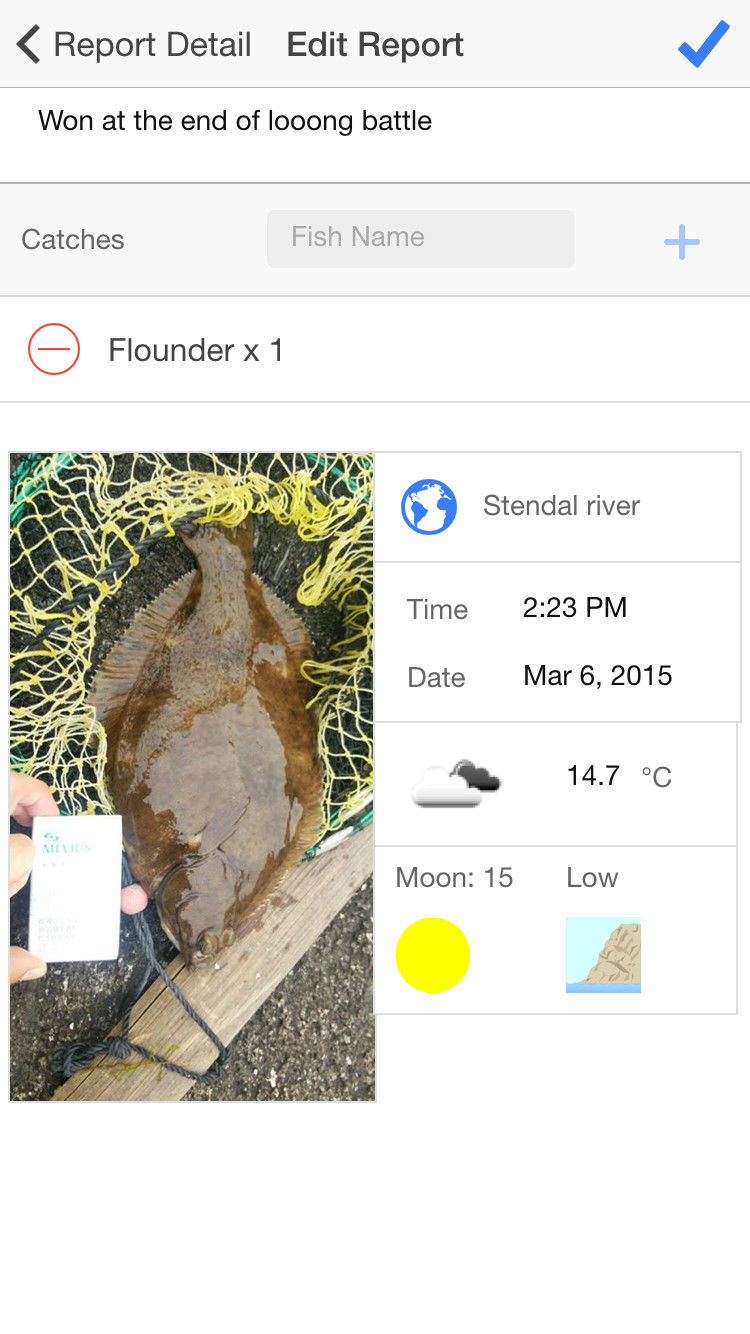 Report Detail Edit Report
Won at the end of looong battle
Catches Fish Name
Flounder x 1
Stendal river
Time 2:23 PM
Date Mar 6, 2015
14.7 °C
Moon: 15 Low
MEVIUS